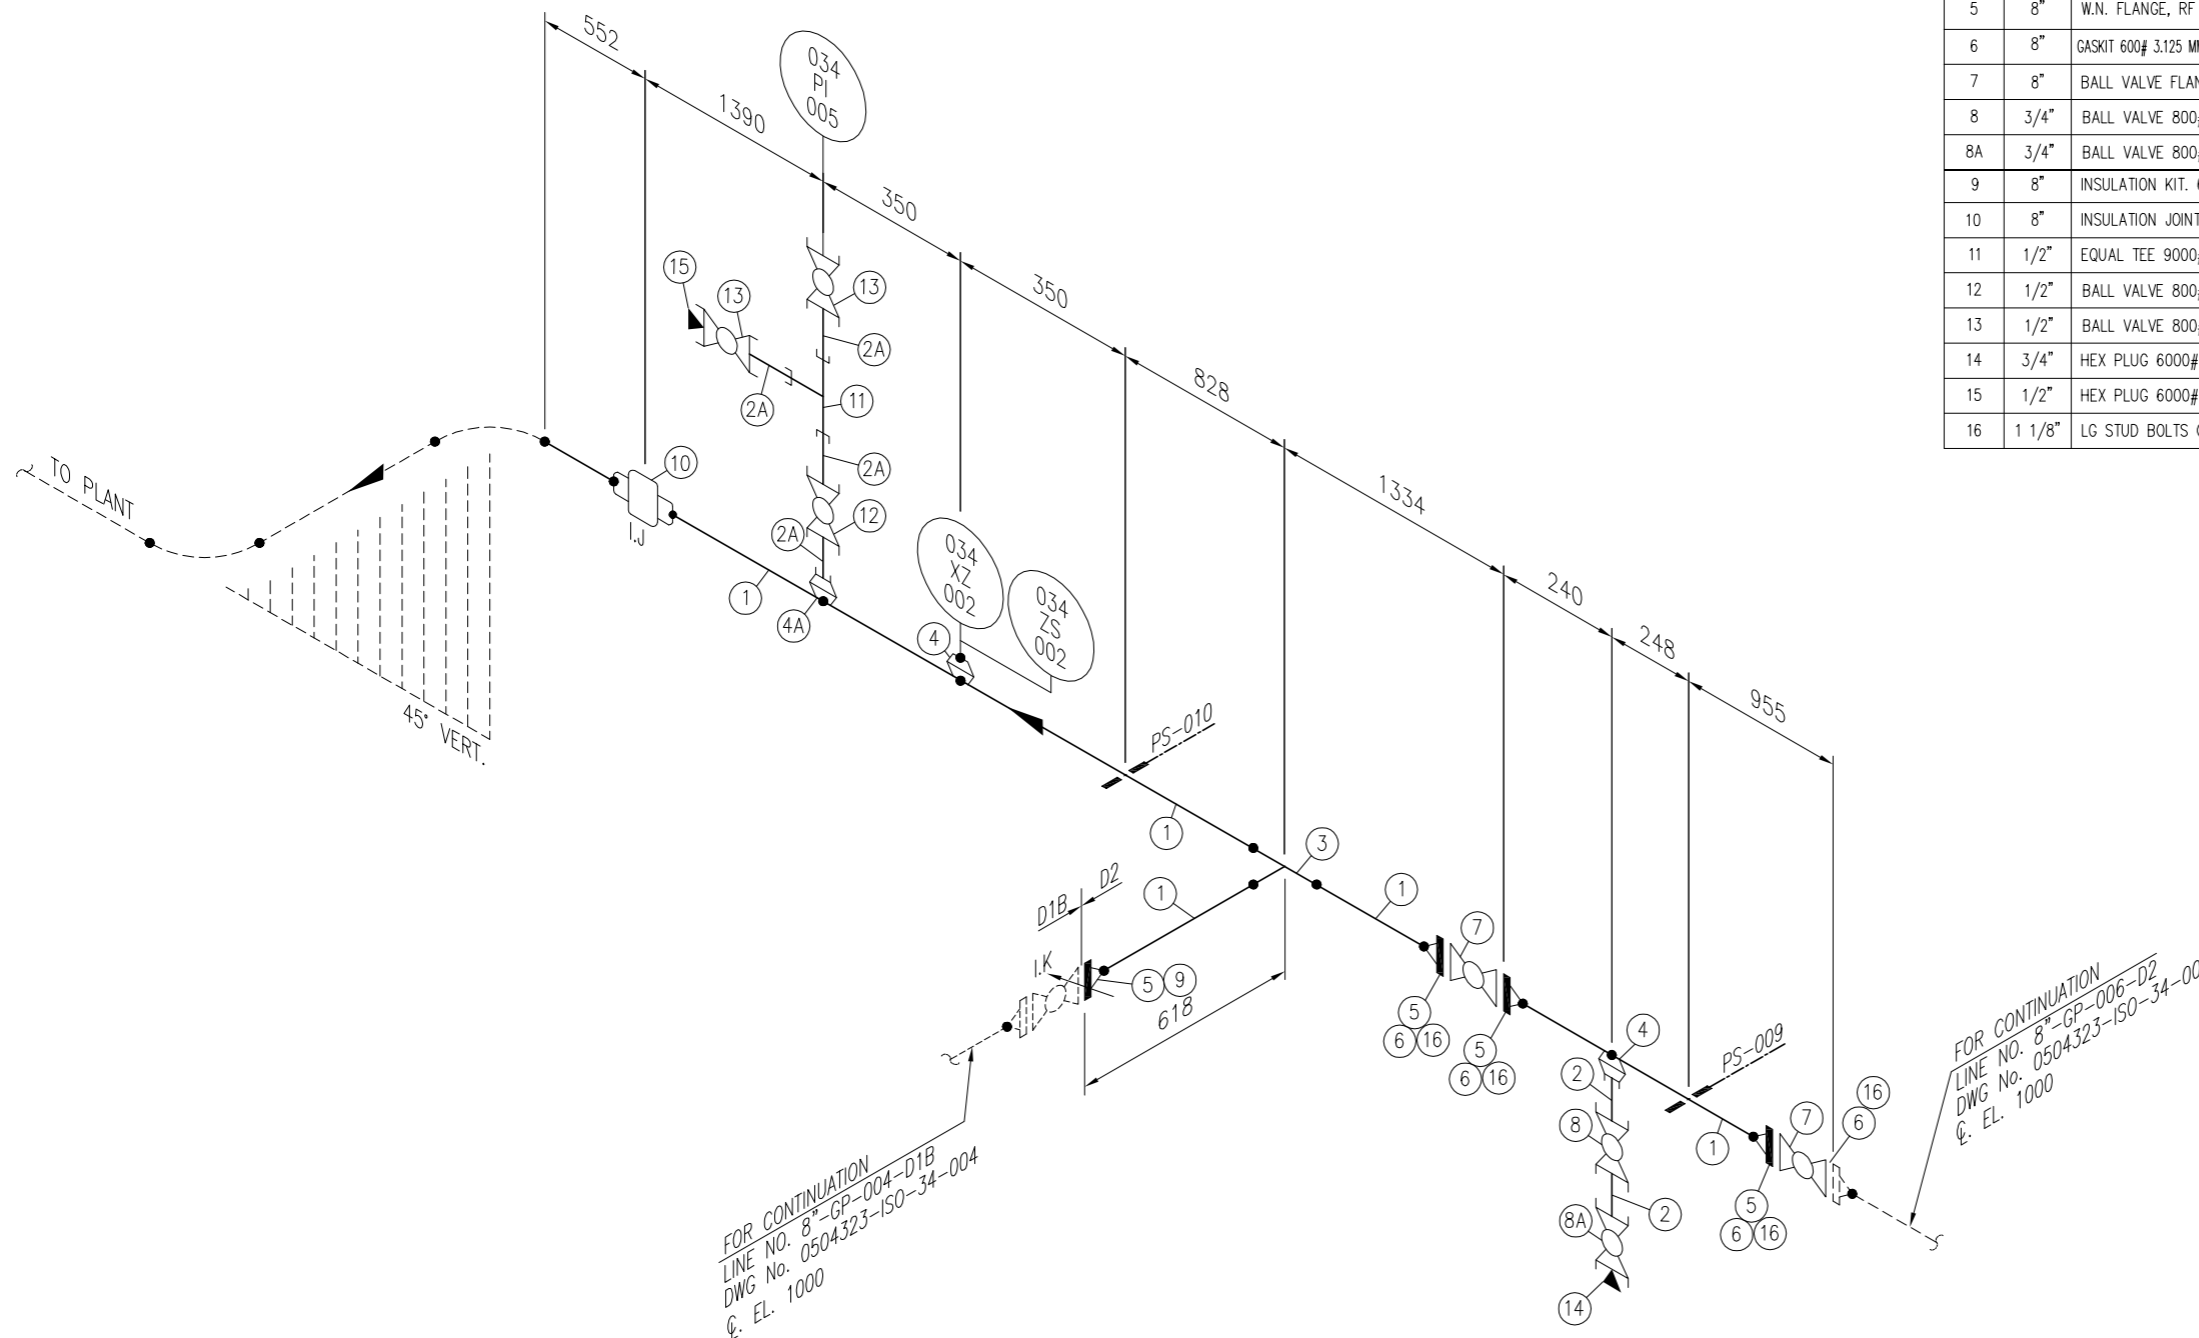 5 8" W.N. FLANGE, RF
6 8" GASKIT 600# 3.125
7 8" BALL VALVE
8 3/4" BALL VALVE 800
8A 3/4" BALL VALVE 800
9 8" INSULATION KIT.
10 8" INSULATION JOINT
11 1/2" EQUAL TEE 9000
12 1/2" BALL VALVE 800
13 1/2" BALL VALVE 800
14 3/4" HEX PLUG 6000#
15 1/2" HEX PLUG 6000#
16 1 1/8" LG STUD BOLTS
552
1390
350
350
828
1334
240
248
955
034
PI
005
15
13
13
2A
2A
11
2A
12
2A
10
I.J
TO PLANT
45° VERT.
1
4A
4
034
XZ
002
034
ZS
002
PS-010
1
3
1
1
D1B
D2
I.K
5 9
618
7
5
6 16
5
6 16
4
2
8
2
8A
14
PS-009
1
7
16
6
5
6 16
FOR CONTINUATION
LINE NO. 8"-GP-004-D1B
DWG No. 0504323-ISO-34-004
℄. EL. 1000
FOR CONTINUATION
LINE NO. 8"-GP-006-D2
DWG No. 0504323-ISO-34-00
℄. EL. 1000